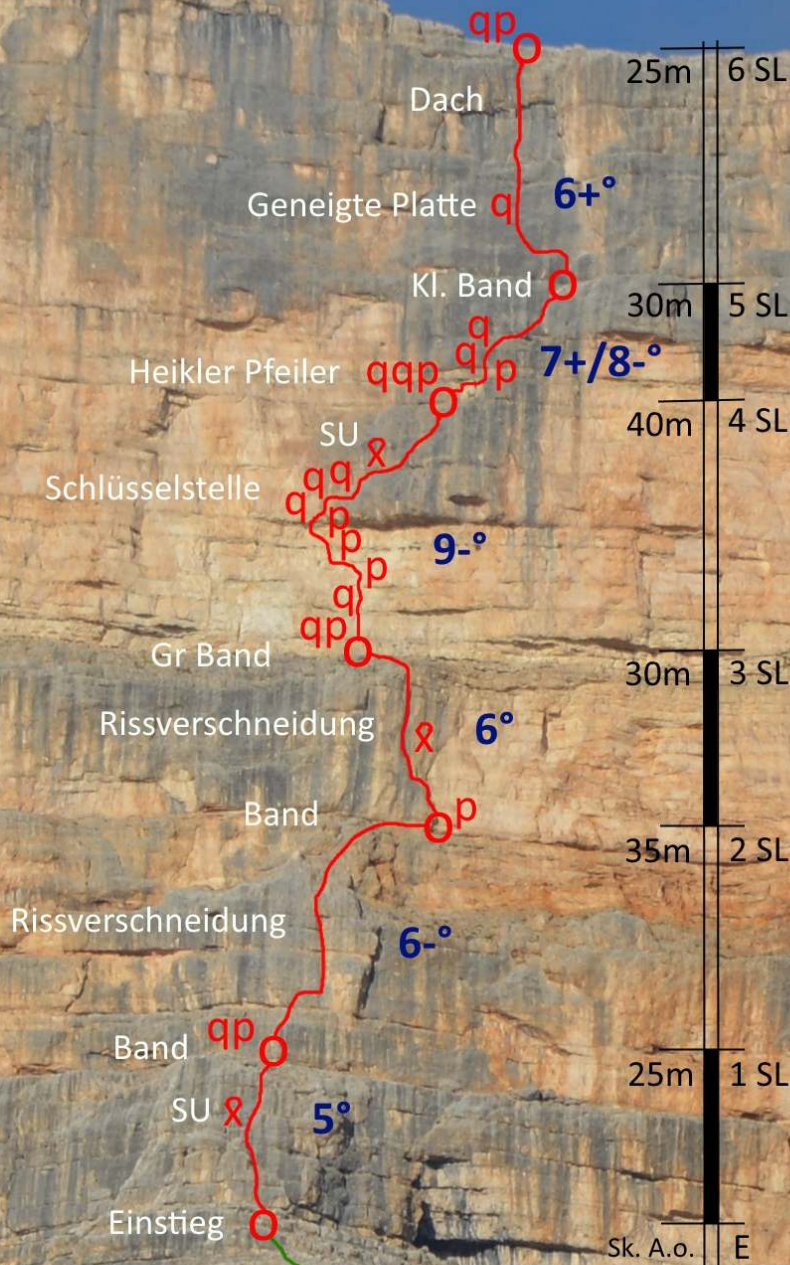 qp
25m 6 SL
Dach
Geneigte Platte q 6+°
Kl. Band
30m 5 SL
q
q p 7+/8-°
Heikler Pfeiler qqp
40m 4 SL
SU
qq
Schlüsselstelle q
p
p 9-°
p
q
qp
Gr Band
30m 3 SL
Rissverschneidung 6°
Band p
35m 2 SL
Rissverschneidung
6-°
qp
Band
25m 1 SL
SU 5°
Einstieg
Sk. A.o. E